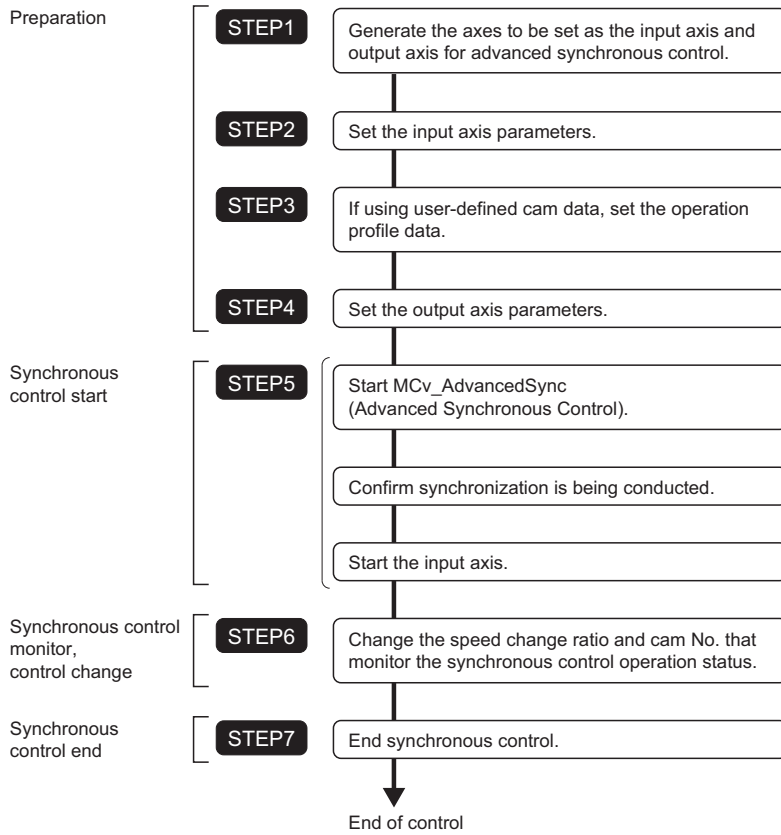 Preparation
STEP1
Generate the axes to be set as the input axis and
output axis for advanced synchronous control.
STEP2
Set the input axis parameters.
STEP3
If using user-defined cam data, set the operation
profile data.
STEP4
Set the output axis parameters.
Synchronous
control start
STEP5
Start MCv_AdvancedSync
(Advanced Synchronous Control).
Confirm synchronization is being conducted.
Start the input axis.
Synchronous control
monitor,
control change
STEP6
Change the speed change ratio and cam No. that
monitor the synchronous control operation status.
Synchronous
control end
STEP7
End synchronous control.
End of control